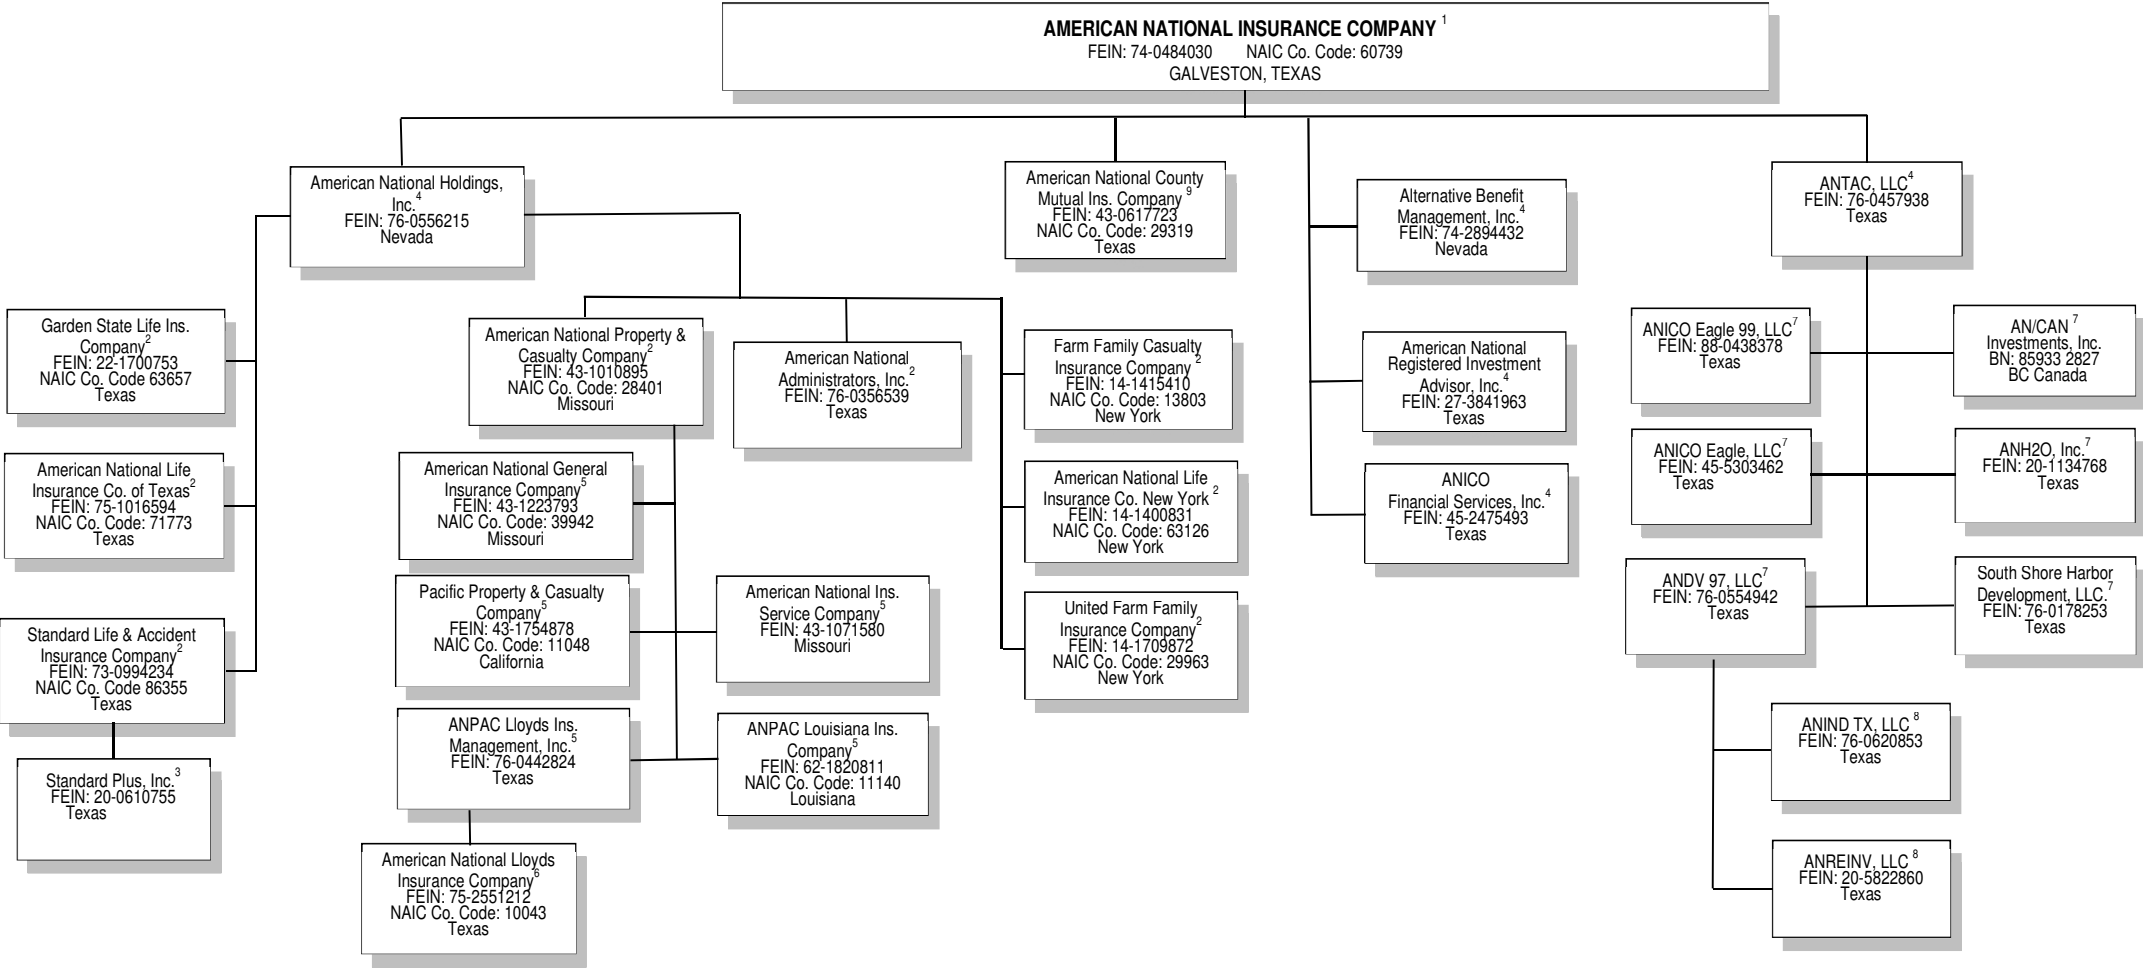 AMERICAN NATIONAL INSURANCE COMPANY 1
FEIN: 74-0484030 NAIC Co. Code: 60739
GALVESTON, TEXAS
American National Holdings,
Inc.4
FEIN: 76-0556215
Nevada
American National County
Mutual Ins. Company 9
FEIN: 43-0617723
NAIC Co. Code: 29319
Texas
Alternative Benefit
Management, Inc.4
FEIN: 74-2894432
Nevada
ANTAC, LLC4
FEIN: 76-0457938
Texas
Garden State Life Ins.
Company2
FEIN: 22-1700753
NAIC Co. Code 63657
Texas
American National Property &
Casualty Company2
FEIN: 43-1010895
NAIC Co. Code: 28401
Missouri
American National
Administrators, Inc.2
FEIN: 76-0356539
Texas
Farm Family Casualty
Insurance Company 2
FEIN: 14-1415410
NAIC Co. Code: 13803
New York
American National
Registered Investment
Advisor, Inc.4
FEIN: 27-3841963
Texas
ANICO Eagle 99, LLC7
FEIN: 88-0438378
Texas
AN/CAN 7
Investments, Inc.
BN: 85933 2827
BC Canada
American National Life
Insurance Co. of Texas2
FEIN: 75-1016594
NAIC Co. Code: 71773
Texas
American National General
Insurance Company5
FEIN: 43-1223793
NAIC Co. Code: 39942
Missouri
American National Life
Insurance Co. New York 2
FEIN: 14-1400831
NAIC Co. Code: 63126
New York
ANICO
Financial Services, Inc.4
FEIN: 45-2475493
Texas
ANICO Eagle, LLC7
FEIN: 45-5303462
Texas
ANH2O, Inc.7
FEIN: 20-1134768
Texas
Pacific Property & Casualty
Company5
FEIN: 43-1754878
NAIC Co. Code: 11048
California
American National Ins.
Service Company5
FEIN: 43-1071580
Missouri
United Farm Family
Insurance Company2
FEIN: 14-1709872
NAIC Co. Code: 29963
New York
ANDV 97, LLC7
FEIN: 76-0554942
Texas
South Shore Harbor
Development, LLC.7
FEIN: 76-0178253
Texas
Standard Life & Accident
Insurance Company2
FEIN: 73-0994234
NAIC Co. Code 86355
Texas
ANPAC Lloyds Ins.
Management, Inc.5
FEIN: 76-0442824
Texas
ANPAC Louisiana Ins.
Company5
FEIN: 62-1820811
NAIC Co. Code: 11140
Louisiana
ANIND TX, LLC 8
FEIN: 76-0620853
Texas
Standard Plus, Inc.3
FEIN: 20-0610755
Texas
American National Lloyds
Insurance Company6
FEIN: 75-2551212
NAIC Co. Code: 10043
Texas
ANREINV, LLC 8
FEIN: 20-5822860
Texas